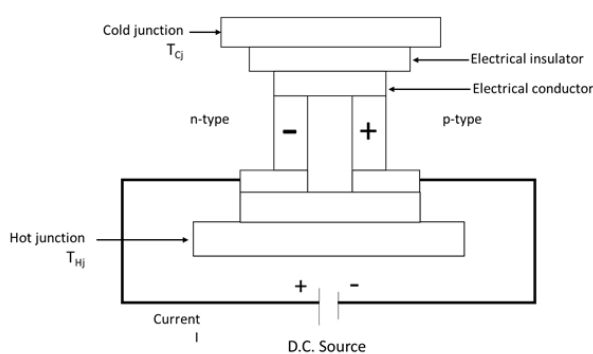 Cold junction
T_Cj
Electrical insulator
Electrical conductor
n-type
p-type
- +
Hot junction
T_Hj
+ -
Current
I
D.C. Source